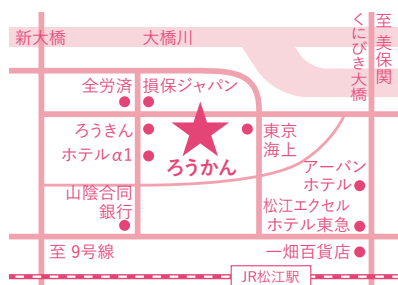 新大橋
大橋川
至 美保関
くにびき大橋
全労済
損保ジャパン
ろうきん
ホテルα1
ろうかん
東京
海上
アーバン
ホテル
山陰合同
銀行
松江エクセル
ホテル東急
至 9号線
一畑百貨店
JR松江駅